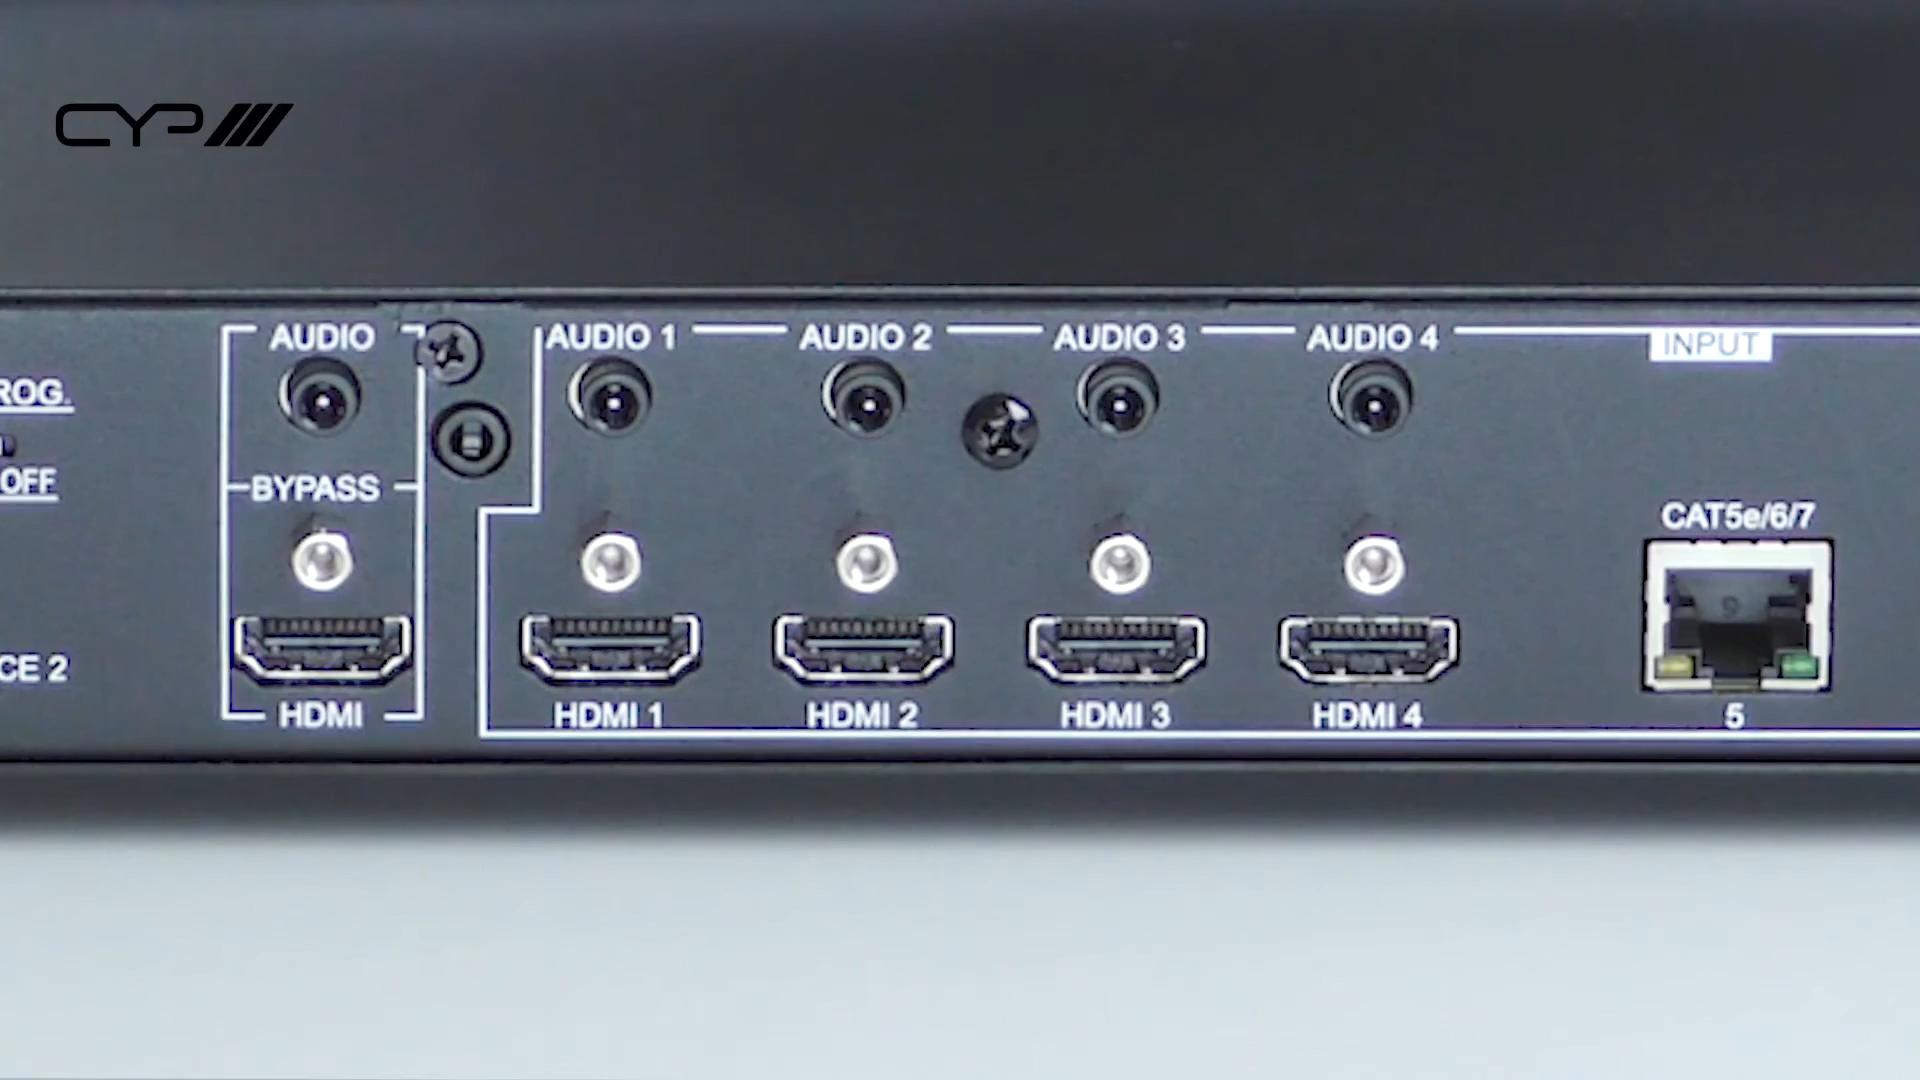 CYP
AUDIO
AUDIO 1
AUDIO 2
AUDIO 3
AUDIO 4
INPUT
ROG.
OFF
BYPASS
CAT5e/6/7
CE 2
HDMI
HDMI 1
HDMI 2
HDMI 3
HDMI 4
5